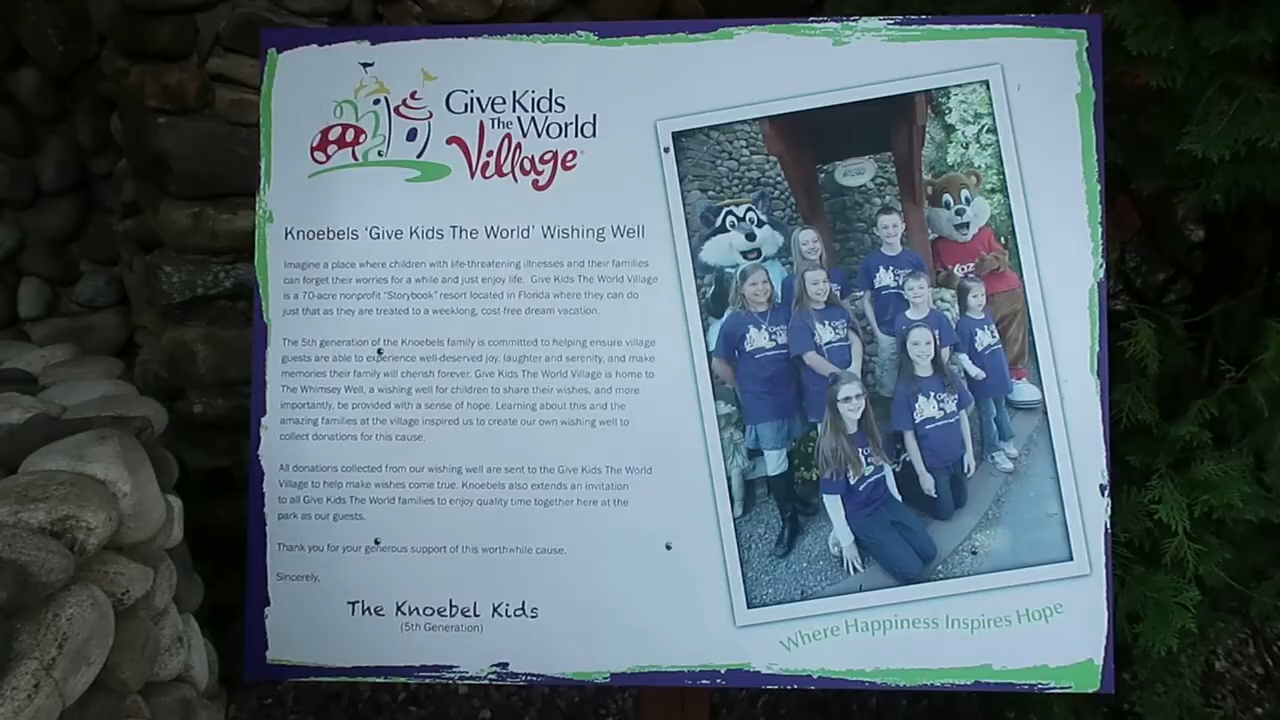 Give Kids
The World
Village
Knoebels 'Give Kids The World' Wishing Well
Imagine a place where children with life-threatening illnesses and their families
can forget their worries for a while and just enjoy life. Give Kids The World Village
is a 70-acre nonprofit "Storybook" resort located in Florida where they can do
just that as they are treated to a weeklong, cost-free dream vacation.
The 5th generation of the Knoebels family is committed to helping ensure village
guests are able to experience well-deserved joy, laughter and serenity, and make
memories their family will cherish forever. Give Kids The World Village is home to
The Whimsey Well, a wishing well for children to share their wishes, and more
importantly, be provided with a sense of hope. Learning about this and the
amazing families at the village inspired us to create our own wishing well to
collect donations for this cause.
All donations collected from our wishing well are sent to the Give Kids The World
Village to help make wishes come true. Knoebels also extends an invitation
to all Give Kids The World families to enjoy quality time together here at the
park as our guests.
Thank you for your generous support of this worthwhile cause.
Sincerely,
The Knoebel Kids
(5th Generation)
Where Happiness Inspires Hope